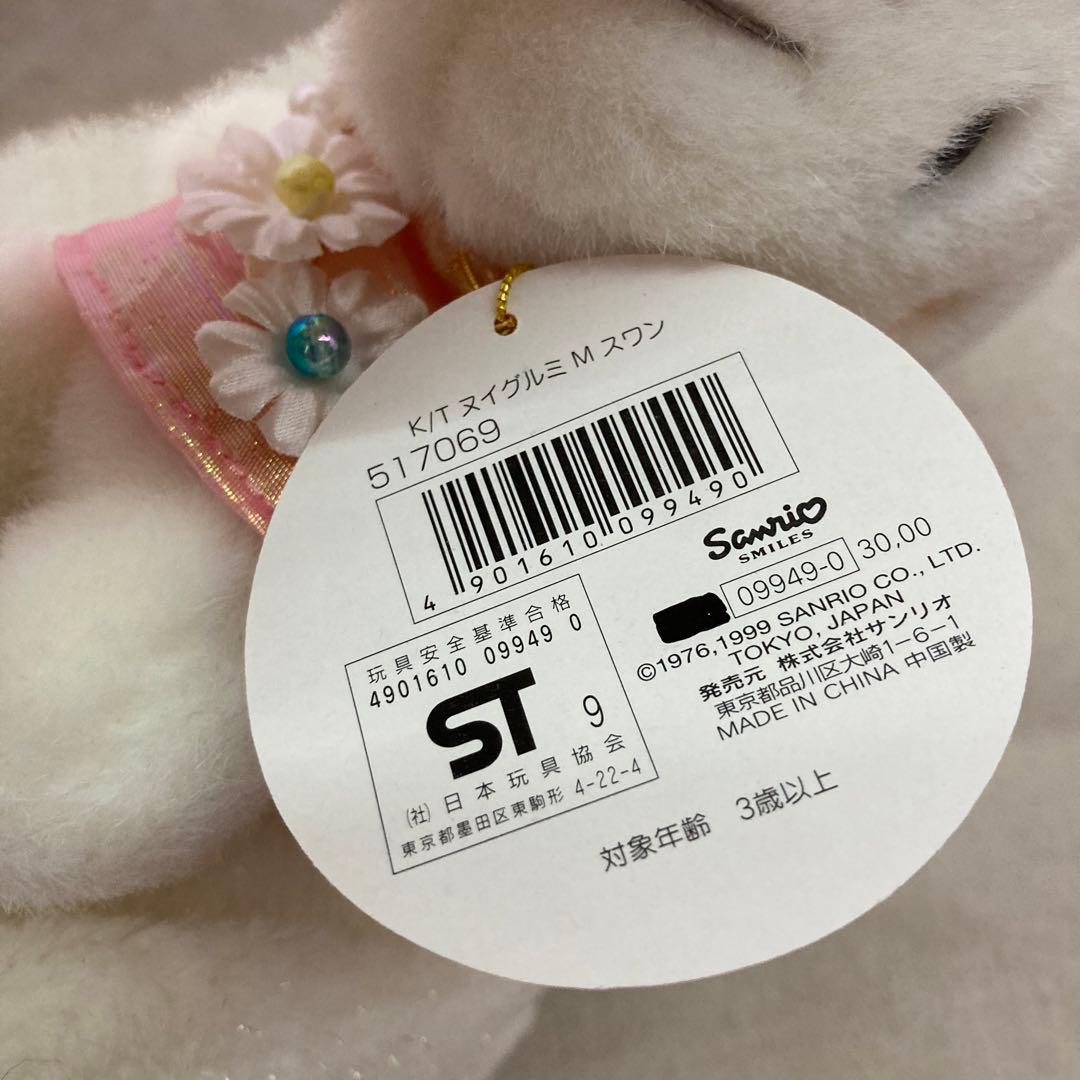 K/T ヌイグルミ M スワン
517069
4 901610 099490
Sanrio
SMILES
09949-0 30,00
©1976,1999 SANRIO CO., LTD.
TOKYO, JAPAN
発売元 株式会社サンリオ
東京都品川区大崎1-6-1
MADE IN CHINA 中国製
玩具安全基準合格
4901610 09949 0
ST 9
(社) 日本玩具協会
東京都墨田区東駒形 4-22-4
対象年齢 3歳以上